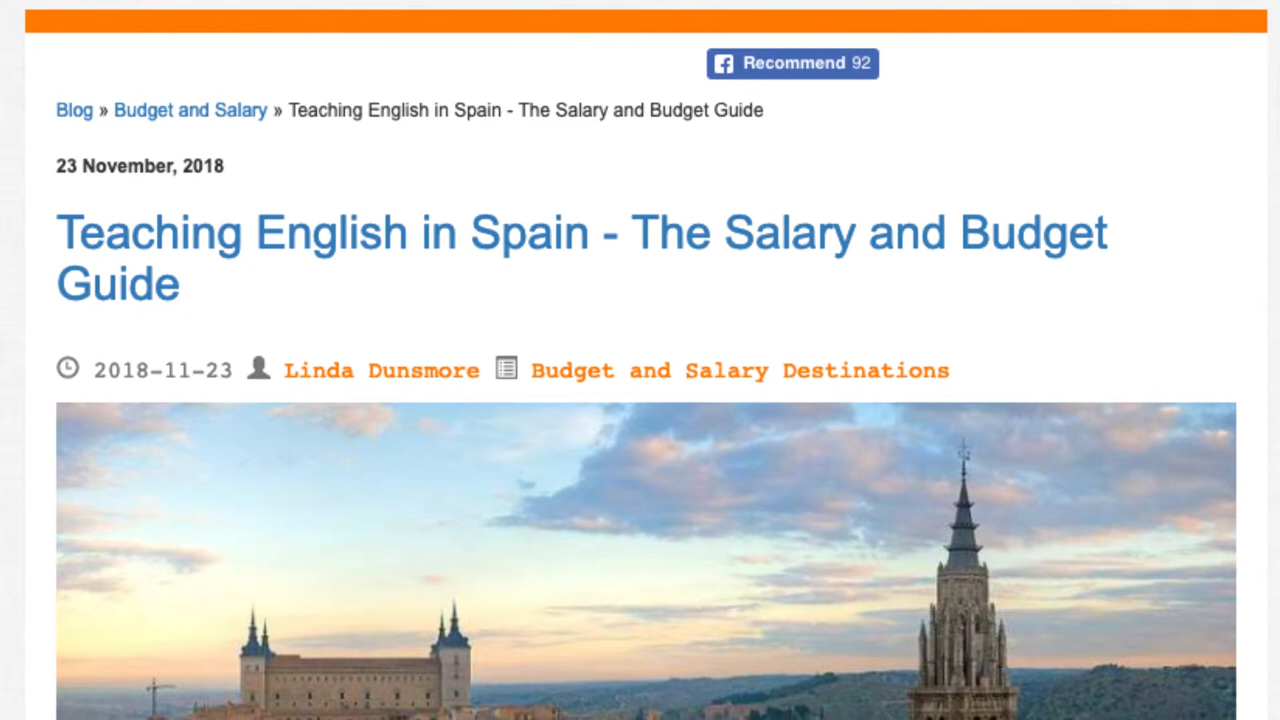 Recommend 92
Blog » Budget and Salary » Teaching English in Spain - The Salary and Budget Guide
23 November, 2018
Teaching English in Spain - The Salary and Budget
Guide
2018-11-23 Linda Dunsmore Budget and Salary Destinations